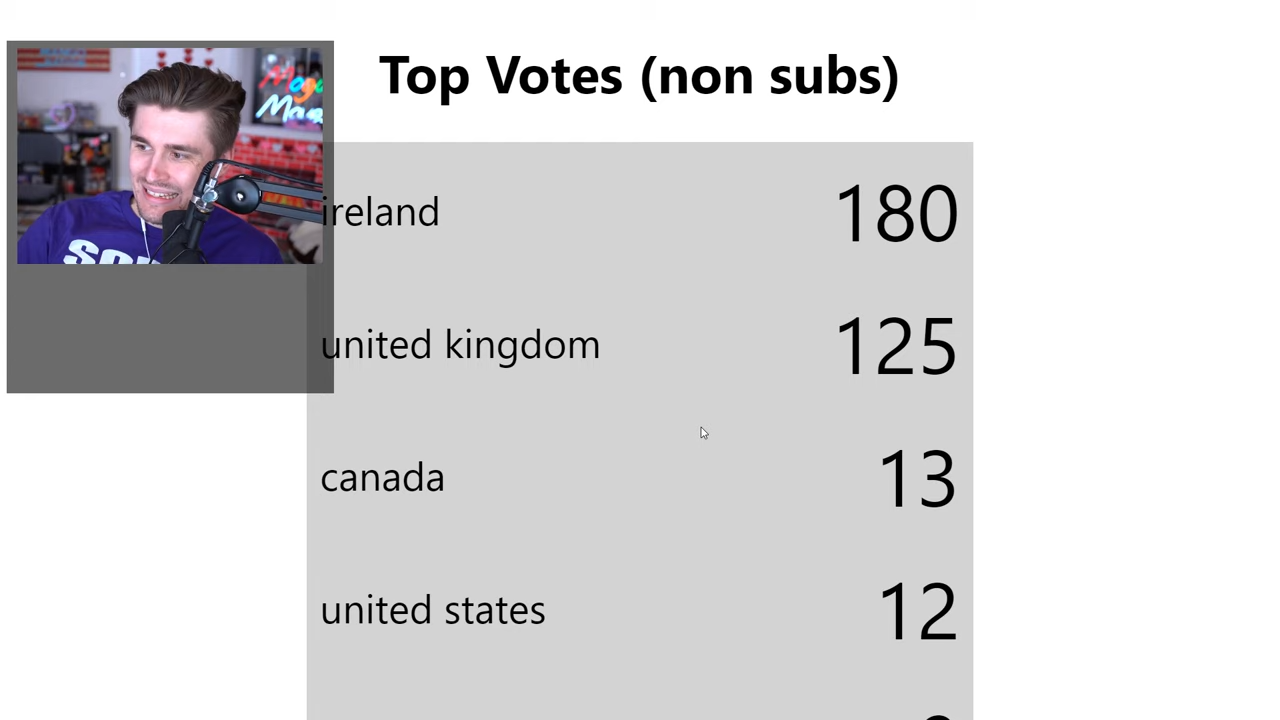 Top Votes (non subs)
ireland 180
united kingdom 125
canada 13
united states 12